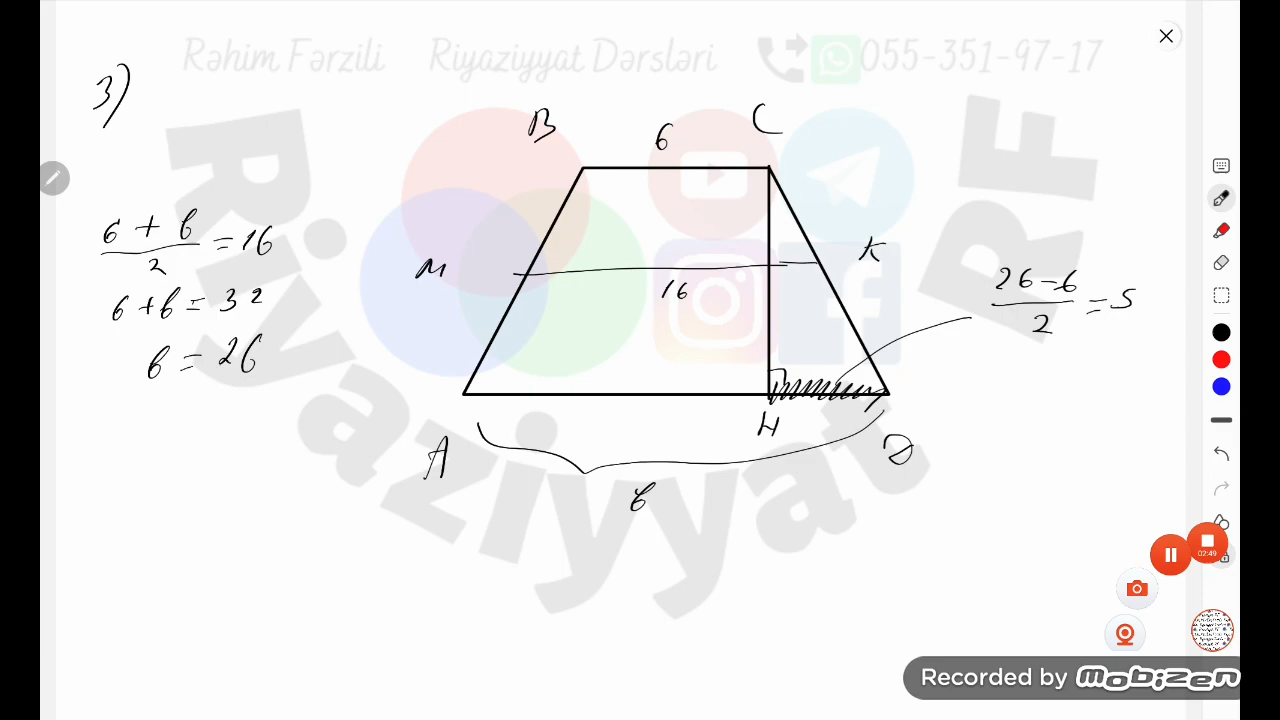 Rəhim Fərzili Riyaziyyat Dərsləri 055-351-97-17
3)
B 6 C
6 + b / 2 = 16
6 + b = 32
b = 26
M 16 K
26 - 6 / 2 = 5
A H D
b
Riyaziyyat RF
02:49
Recorded by mobizen